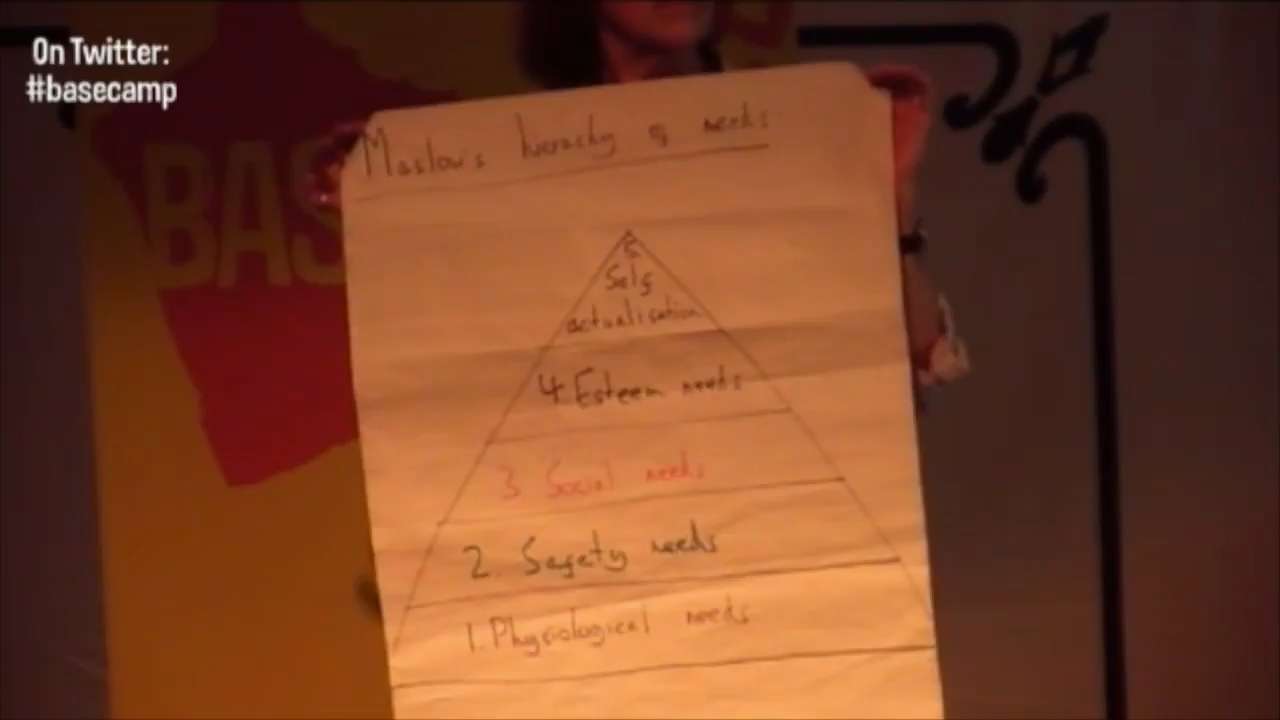 On Twitter:
#basecamp
BAS
Maslow's hierachy of needs
5
Self
actualisation
4. Esteem needs
3 Social needs
2. Safety needs
1. Physiological needs